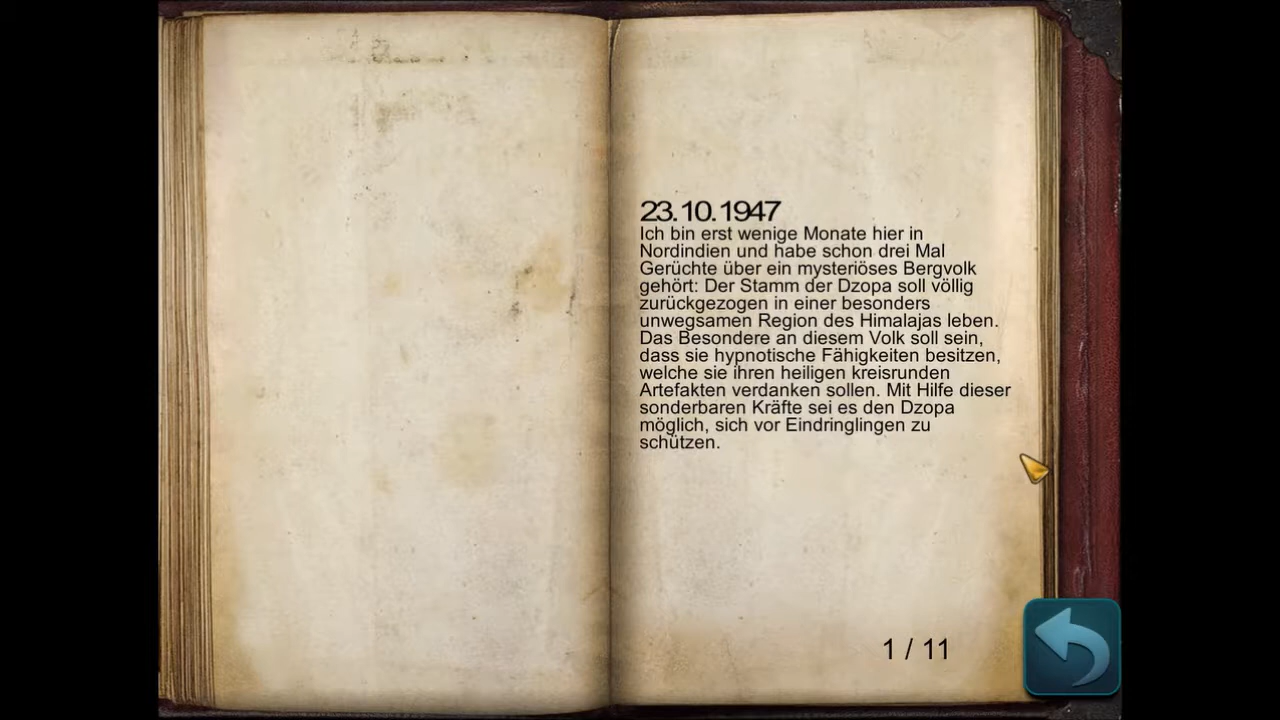 23.10.1947
Ich bin erst wenige Monate hier in
Nordindien und habe schon drei Mal
Gerüchte über ein mysteriöses Bergvolk
gehört: Der Stamm der Dzopa soll völlig
zurückgezogen in einer besonders
unwegsamen Region des Himalajas leben.
Das Besondere an diesem Volk soll sein,
dass sie hypnotische Fähigkeiten besitzen,
welche sie ihren heiligen kreisrunden
Artefakten verdanken sollen. Mit Hilfe dieser
sonderbaren Kräfte sei es den Dzopa
möglich, sich vor Eindringlingen zu
schützen.
1 / 11